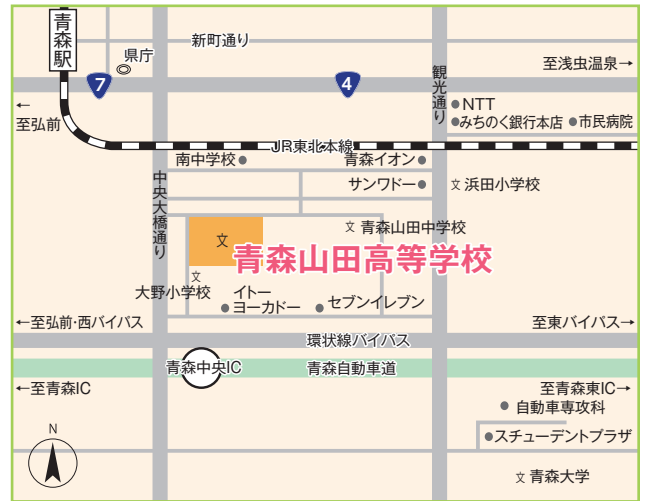 青森駅
新町通り
県庁
7
4
観光通り
至浅虫温泉→
←
至弘前
NTT
みちのく銀行本店
市民病院
JR東北本線
南中学校
青森イオン
サンワドー
文 浜田小学校
中央大橋通り
文 青森山田中学校
文
青森山田高等学校
文
大野小学校
イトー
ヨーカドー
セブンイレブン
←至弘前・西バイパス
至東バイパス→
環状線バイパス
青森中央IC
青森自動車道
←至青森IC
至青森東IC→
自動車専攻科
スチューデントプラザ
N
文 青森大学